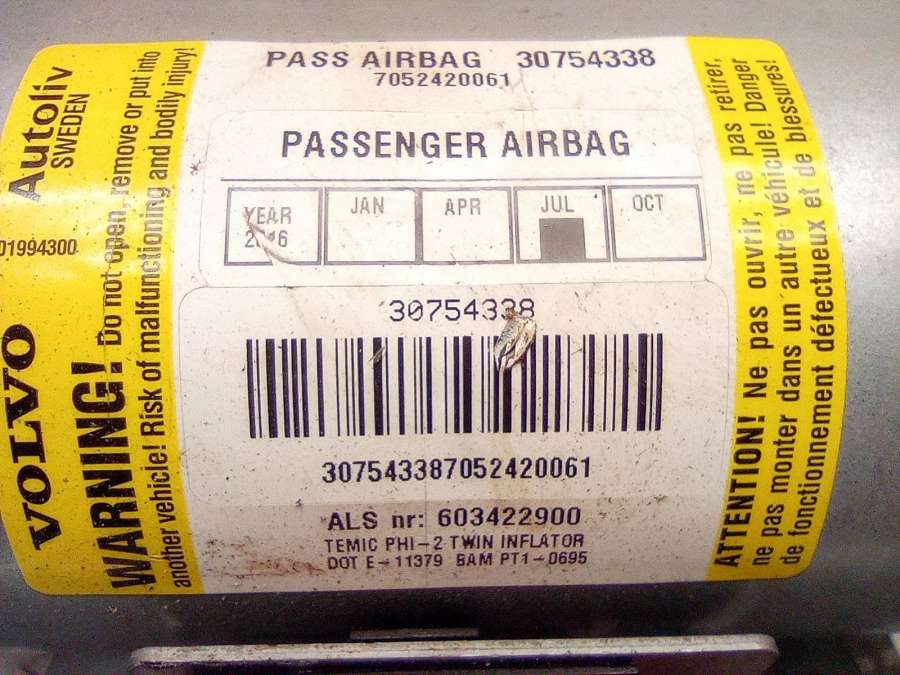 Autoliv
SWEDEN
01994300
VOLVO
WARNING! Do not open, remove or put into
another vehicle! Risk of malfunctioning and bodily injury!
PASS AIRBAG 30754338
7052420061
PASSENGER AIRBAG
YEAR JAN APR JUL OCT
30754338
307543387052420061
ALS nr: 603422900
TEMIC PHI-2 TWIN INFLATOR
DOT E-11379 BAM PT1-0695
ATTENTION! Ne pas ouvrir, ne pas retirer,
ne pas monter dans un autre véhicule! Danger
de fonctionnement défectueux et de blessures!